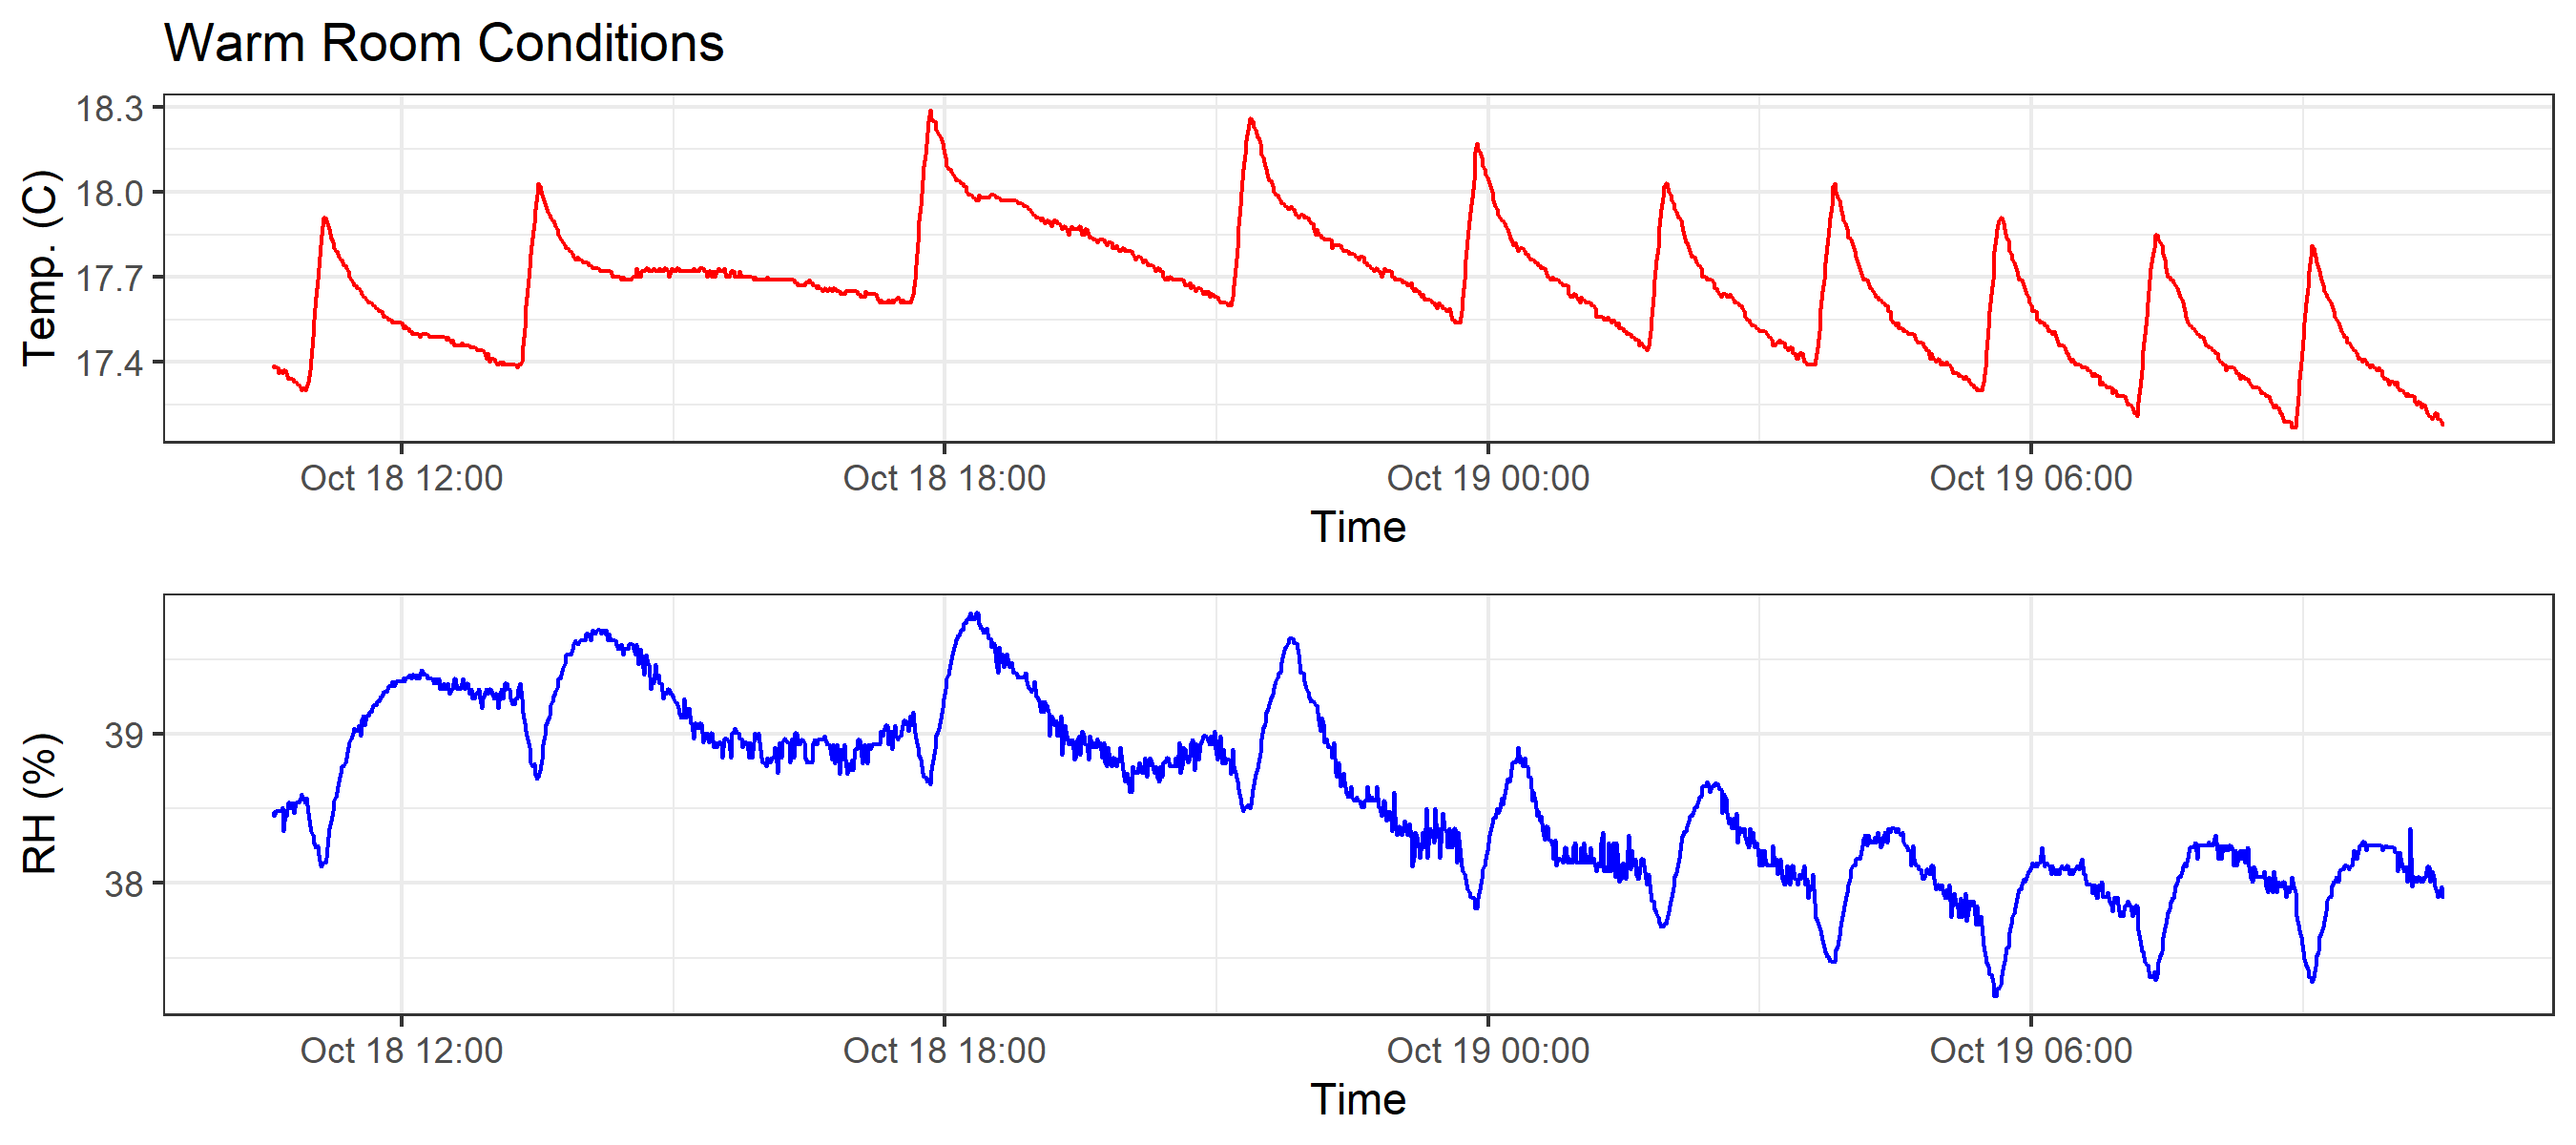 Warm Room Conditions
Temp. (C)
18.3
18.0
17.7
17.4
Oct 18 12:00 Oct 18 18:00 Oct 19 00:00 Oct 19 06:00
Time
RH (%)
39
38
Oct 18 12:00 Oct 18 18:00 Oct 19 00:00 Oct 19 06:00
Time